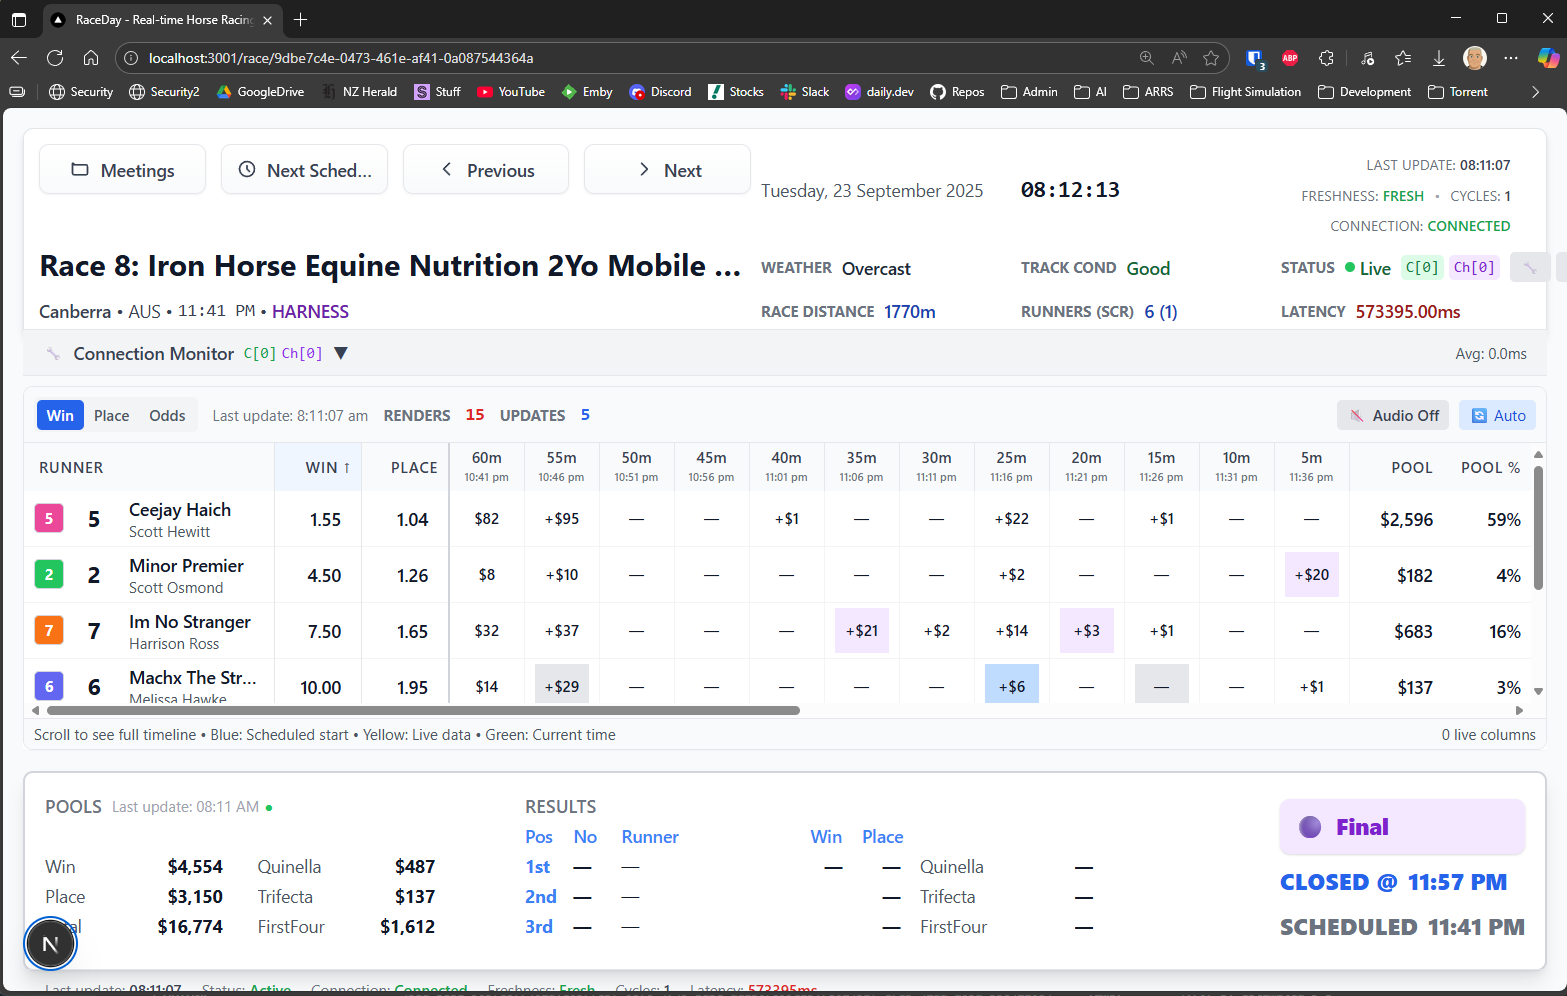 RaceDay - Real-time Horse Racing
localhost:3001/race/9dbe7c4e-0473-461e-af41-0a087544364a
3
ABP
Security Security2 GoogleDrive NZ Herald Stuff YouTube Emby Discord Stocks Slack daily.dev Repos Admin AI ARRS Flight Simulation Development Torrent
Meetings Next Sched... Previous Next
Tuesday, 23 September 2025 08:12:13
LAST UPDATE: 08:11:07
FRESHNESS: FRESH • CYCLES: 1
CONNECTION: CONNECTED
Race 8: Iron Horse Equine Nutrition 2Yo Mobile ...
WEATHER Overcast TRACK COND Good STATUS Live C[0] Ch[0]
Canberra • AUS • 11:41 PM • HARNESS
RACE DISTANCE 1770m RUNNERS (SCR) 6 (1) LATENCY 573395.00ms
Connection Monitor C[0] Ch[0] ▼ Avg: 0.0ms
Win Place Odds Last update: 8:11:07 am RENDERS 15 UPDATES 5 Audio Off Auto
RUNNER WIN ↑ PLACE 60m 55m 50m 45m 40m 35m 30m 25m 20m 15m 10m 5m POOL POOL %
10:41 pm 10:46 pm 10:51 pm 10:56 pm 11:01 pm 11:06 pm 11:11 pm 11:16 pm 11:21 pm 11:26 pm 11:31 pm 11:36 pm
5 5 Ceejay Haich 1.55 1.04 $82 +$95 — — +$1 — — +$22 — +$1 — — $2,596 59%
Scott Hewitt
2 2 Minor Premier 4.50 1.26 $8 +$10 — — — — — +$2 — — — +$20 $182 4%
Scott Osmond
7 7 Im No Stranger 7.50 1.65 $32 +$37 — — — +$21 +$2 +$14 +$3 +$1 — — $683 16%
Harrison Ross
6 6 Machx The Str... 10.00 1.95 $14 +$29 — — — — — +$6 — — — +$1 $137 3%
Melissa Hawke
Scroll to see full timeline • Blue: Scheduled start • Yellow: Live data • Green: Current time 0 live columns
POOLS Last update: 08:11 AM
Win $4,554 Quinella $487
Place $3,150 Trifecta $137
$16,774 FirstFour $1,612
N
RESULTS
Pos No Runner Win Place
1st — — — — Quinella —
2nd — — — Trifecta —
3rd — — — FirstFour —
Final
CLOSED @ 11:57 PM
SCHEDULED 11:41 PM
Last update: 08:11:07 Status: Active Connection: Connected Freshness: Fresh Cycles: 1 Latency: 573395ms